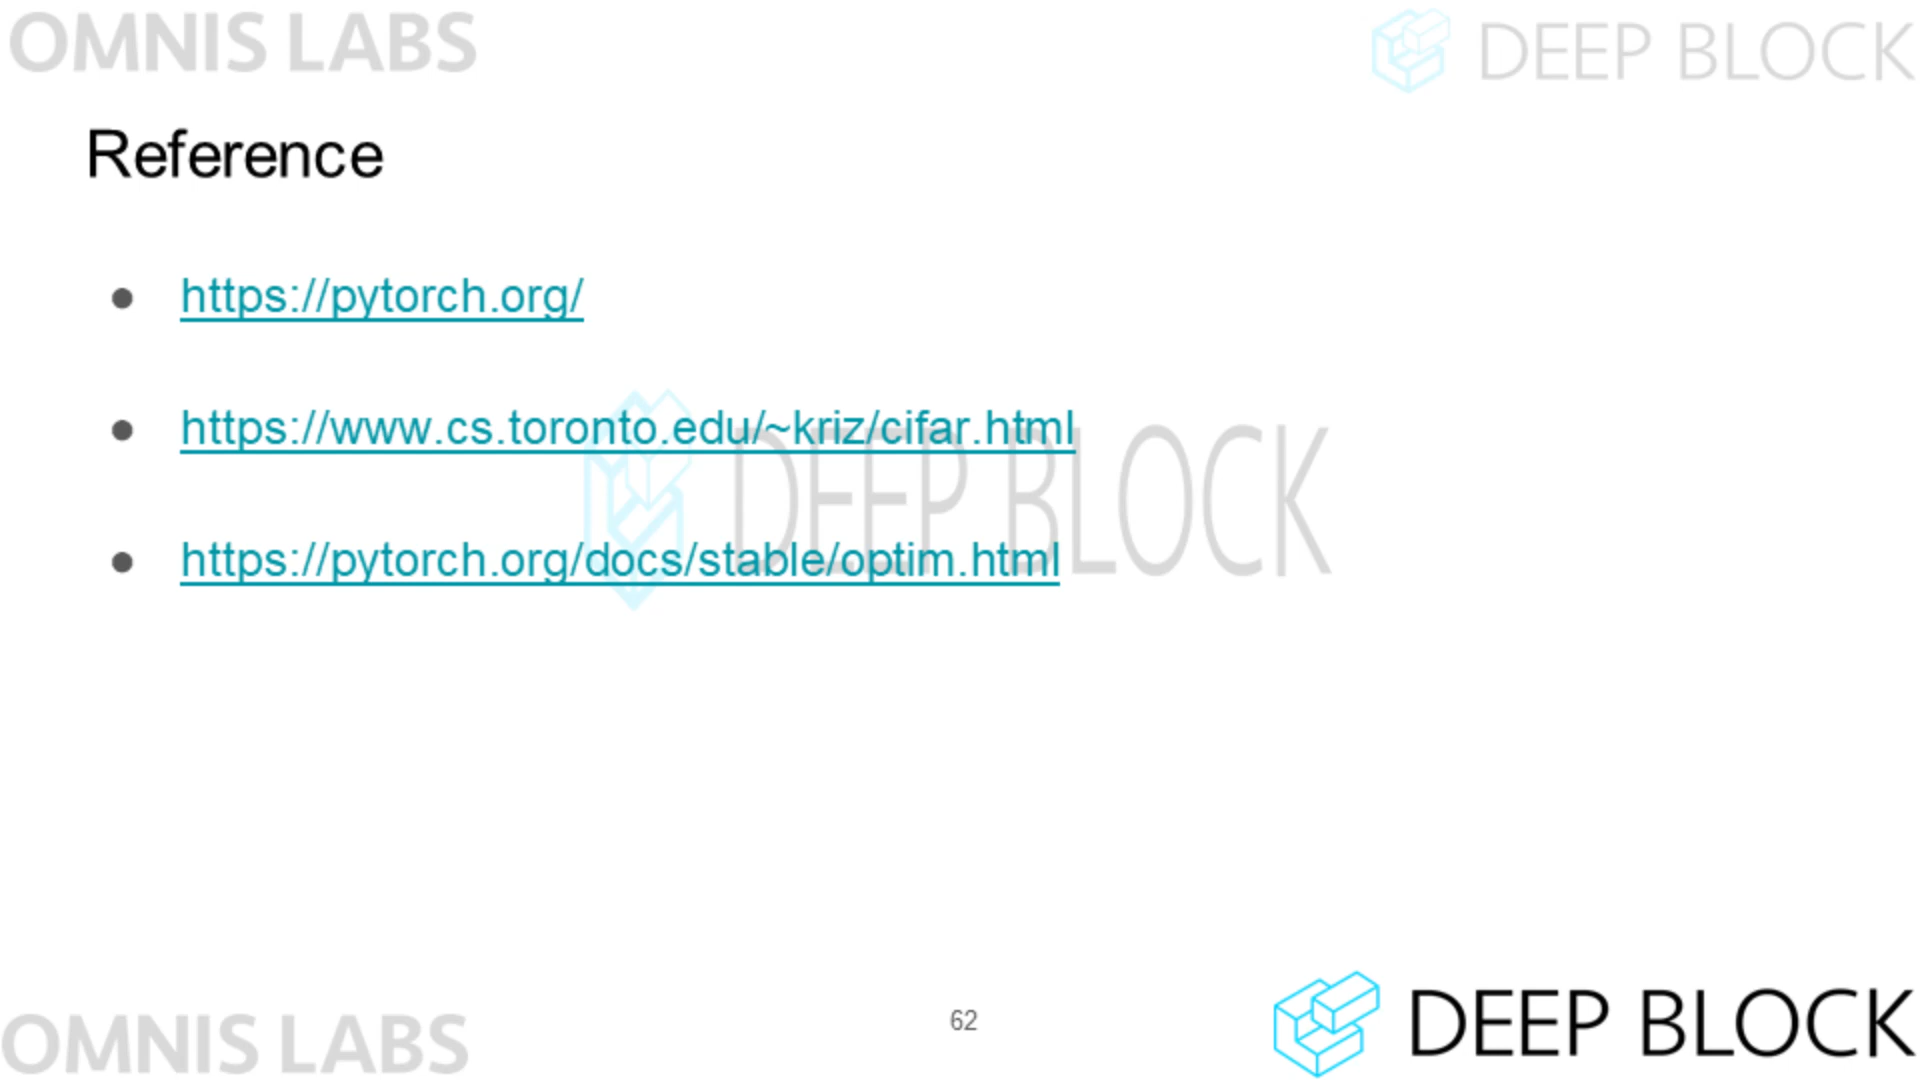 OMNIS LABS
DEEP BLOCK
Reference
https://pytorch.org/
https://www.cs.toronto.edu/~kriz/cifar.html
DEEP BLOCK
https://pytorch.org/docs/stable/optim.html
OMNIS LABS
62
DEEP BLOCK